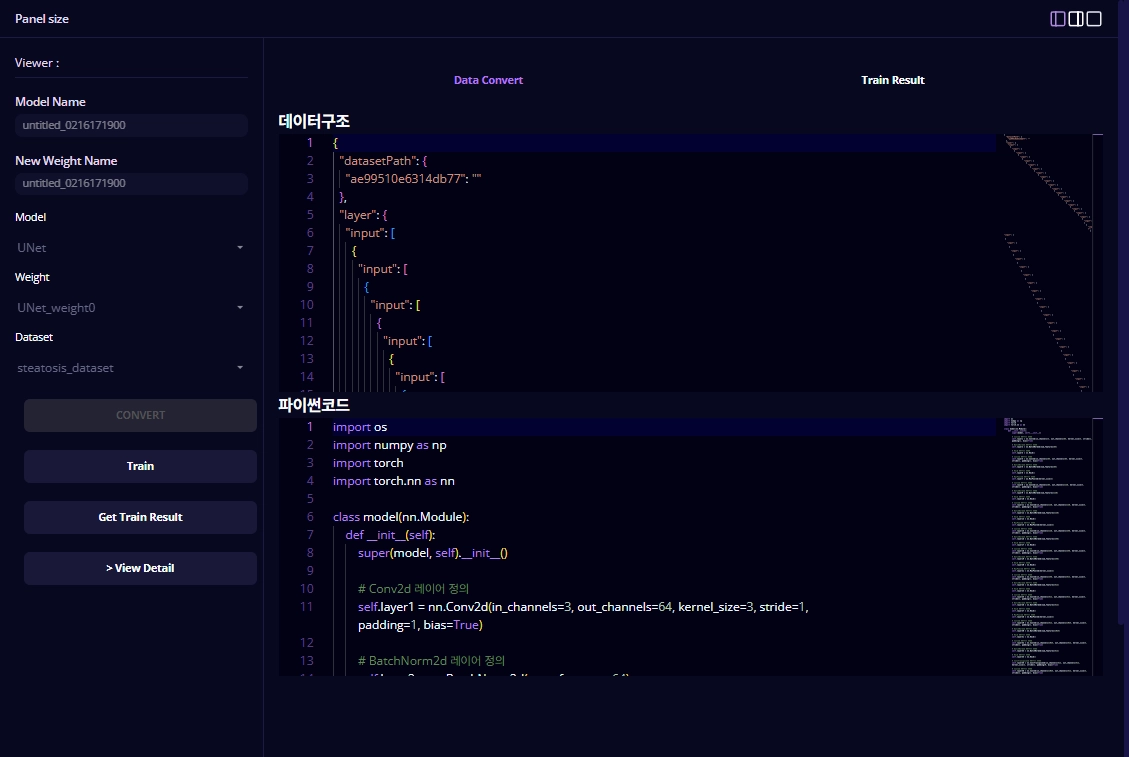 Panel size
Viewer :
Model Name
untitled_0216171900
New Weight Name
untitled_0216171900
Model
UNet
Weight
UNet_weight0
Dataset
steatosis_dataset
CONVERT
Train
Get Train Result
> View Detail
Data Convert
Train Result
데이터구조
1 {
2 "datasetPath": {
3 "ae99510e6314db77": ""
4 },
5 "layer": {
6 "input": [
7 {
8 "input": [
9 {
10 "input": [
11 {
12 "input": [
13 {
14 "input": [
파이썬코드
1 import os
2 import numpy as np
3 import torch
4 import torch.nn as nn
5
6 class model(nn.Module):
7 def __init__(self):
8 super(model, self).__init__()
9
10 # Conv2d 레이어 정의
11 self.layer1 = nn.Conv2d(in_channels=3, out_channels=64, kernel_size=3, stride=1,
padding=1, bias=True)
12
13 # BatchNorm2d 레이어 정의